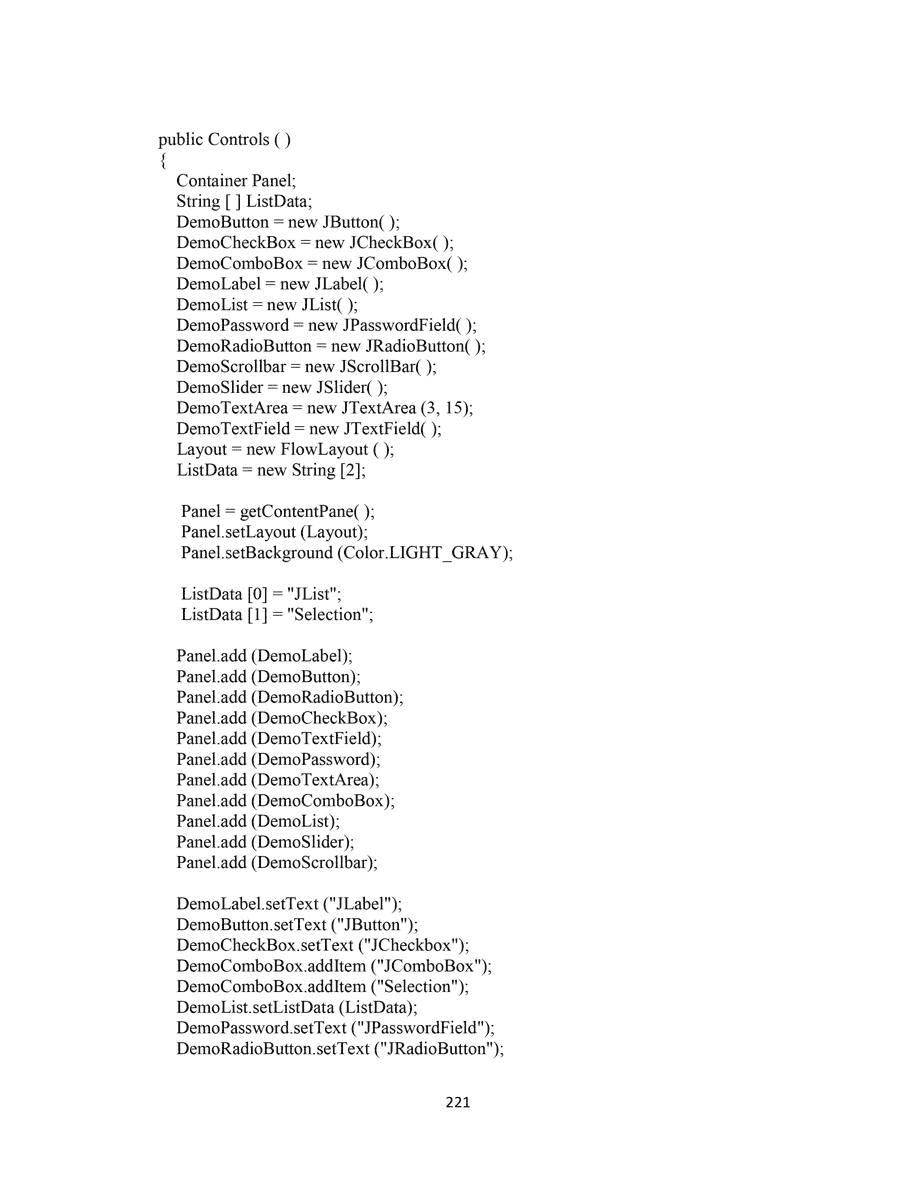 public Controls ( )
{
Container Panel;
String [ ] ListData;
DemoButton = new JButton( );
DemoCheckBox = new JCheckBox( );
DemoComboBox = new JComboBox( );
DemoLabel = new JLabel( );
DemoList = new JList( );
DemoPassword = new JPasswordField( );
DemoRadioButton = new JRadioButton( );
DemoScrollbar = new JScrollBar( );
DemoSlider = new JSlider( );
DemoTextArea = new JTextArea (3, 15);
DemoTextField = new JTextField( );
Layout = new FlowLayout ( );
ListData = new String [2];
Panel = getContentPane( );
Panel.setLayout (Layout);
Panel.setBackground (Color.LIGHT_GRAY);
ListData [0] = "JList";
ListData [1] = "Selection";
Panel.add (DemoLabel);
Panel.add (DemoButton);
Panel.add (DemoRadioButton);
Panel.add (DemoCheckBox);
Panel.add (DemoTextField);
Panel.add (DemoPassword);
Panel.add (DemoTextArea);
Panel.add (DemoComboBox);
Panel.add (DemoList);
Panel.add (DemoSlider);
Panel.add (DemoScrollbar);
DemoLabel.setText ("JLabel");
DemoButton.setText ("JButton");
DemoCheckBox.setText ("JCheckbox");
DemoComboBox.addItem ("JComboBox");
DemoComboBox.addItem ("Selection");
DemoList.setListData (ListData);
DemoPassword.setText ("JPasswordField");
DemoRadioButton.setText ("JRadioButton");
221